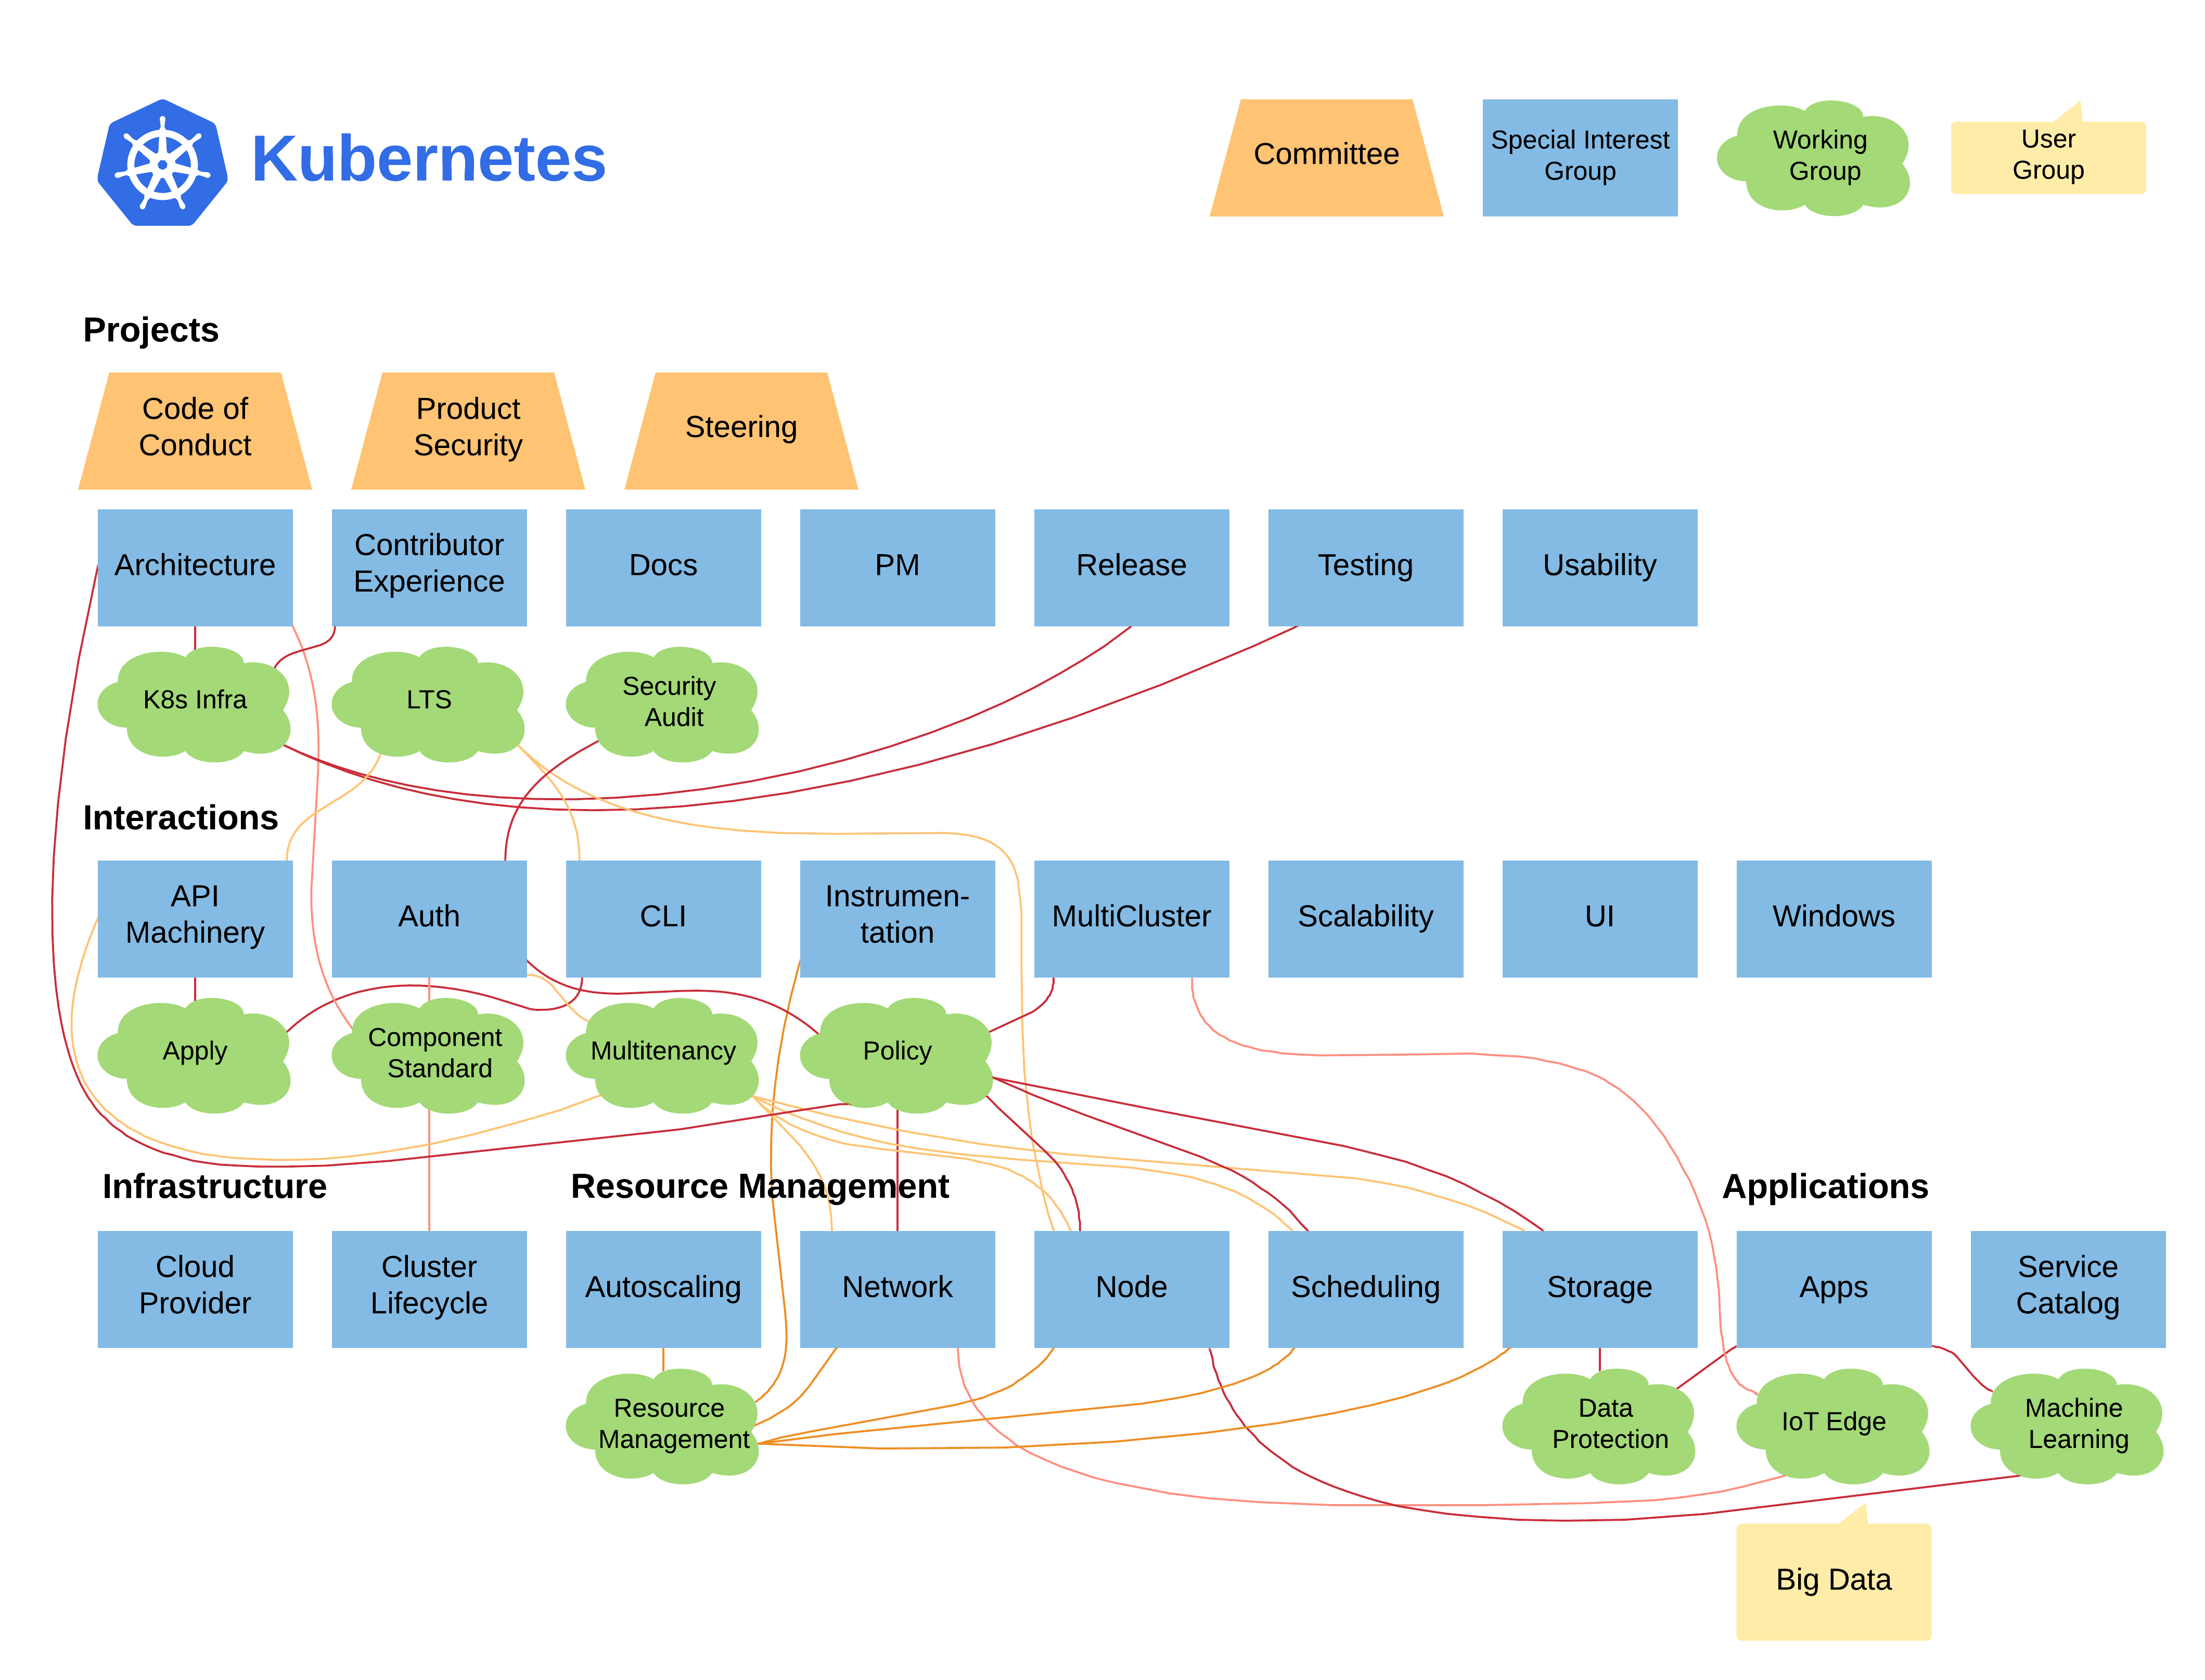 Kubernetes
Committee
Special Interest
Group
Working
Group
User
Group
Projects
Code of
Conduct
Product
Security
Steering
Architecture
Contributor
Experience
Docs
PM
Release
Testing
Usability
K8s Infra
LTS
Security
Audit
Interactions
API
Machinery
Auth
CLI
Instrumen-
tation
MultiCluster
Scalability
UI
Windows
Apply
Component
Standard
Multitenancy
Policy
Infrastructure
Resource Management
Applications
Cloud
Provider
Cluster
Lifecycle
Autoscaling
Network
Node
Scheduling
Storage
Apps
Service
Catalog
Resource
Management
Data
Protection
IoT Edge
Machine
Learning
Big Data